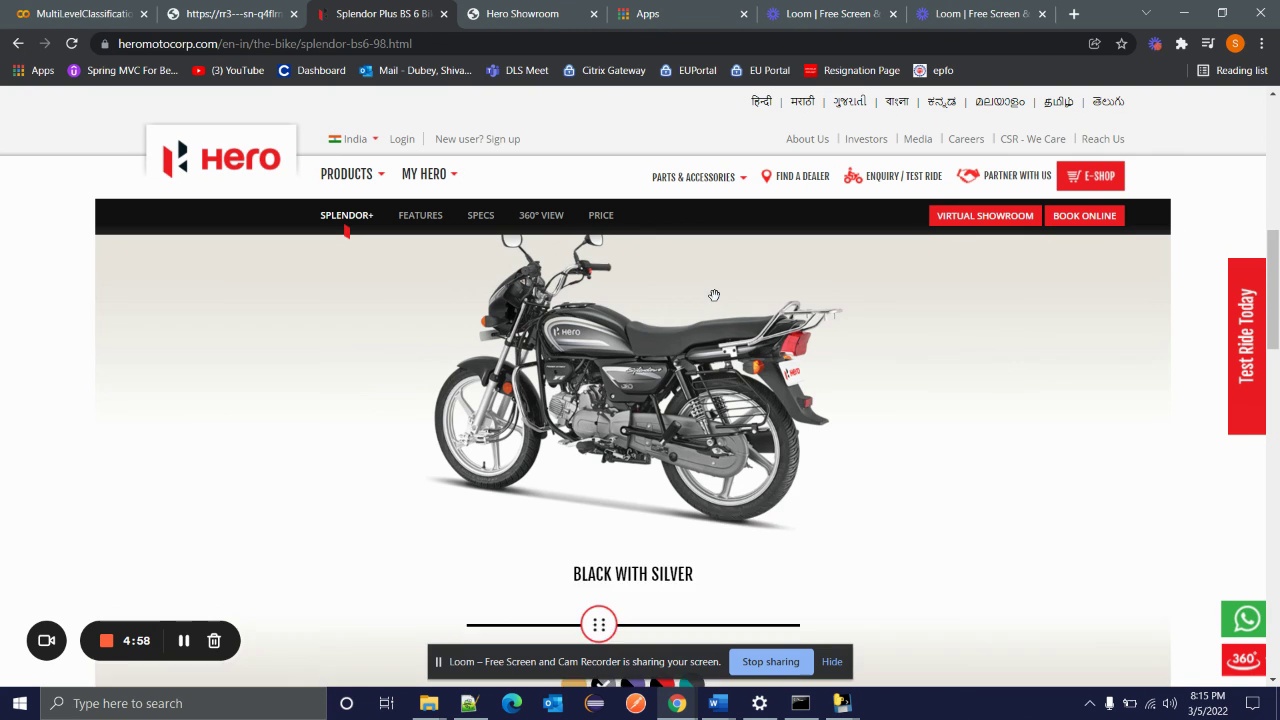 MultiLevelClassificatio
https://rr3---sn-q4flrn
Splendor Plus BS 6 Bik
Hero Showroom
Apps
Loom | Free Screen &
Loom | Free Screen &
heromotocorp.com/en-in/the-bike/splendor-bs6-98.html
S
Apps
Spring MVC For Be...
(3) YouTube
Dashboard
Mail - Dubey, Shiva...
DLS Meet
Citrix Gateway
EUPortal
EU Portal
Resignation Page
epfo
Reading list
हिन्दी | मराठी | ગુજરાતી | বাংলা | ಕನ್ನಡ | മലയാളം | தமிழ் | తెలుగు
India Login | New user? Sign up
About Us | Investors | Media | Careers | CSR - We Care | Reach Us
Hero
PRODUCTS MY HERO
PARTS & ACCESSORIES FIND A DEALER ENQUIRY / TEST RIDE PARTNER WITH US E-SHOP
SPLENDOR+ FEATURES SPECS 360° VIEW PRICE
VIRTUAL SHOWROOM BOOK ONLINE
Hero
Splendor+
Test Ride Today
BLACK WITH SILVER
4:58
Loom – Free Screen and Cam Recorder is sharing your screen. Stop sharing Hide
360°
Type here to search
8:15 PM
3/5/2022